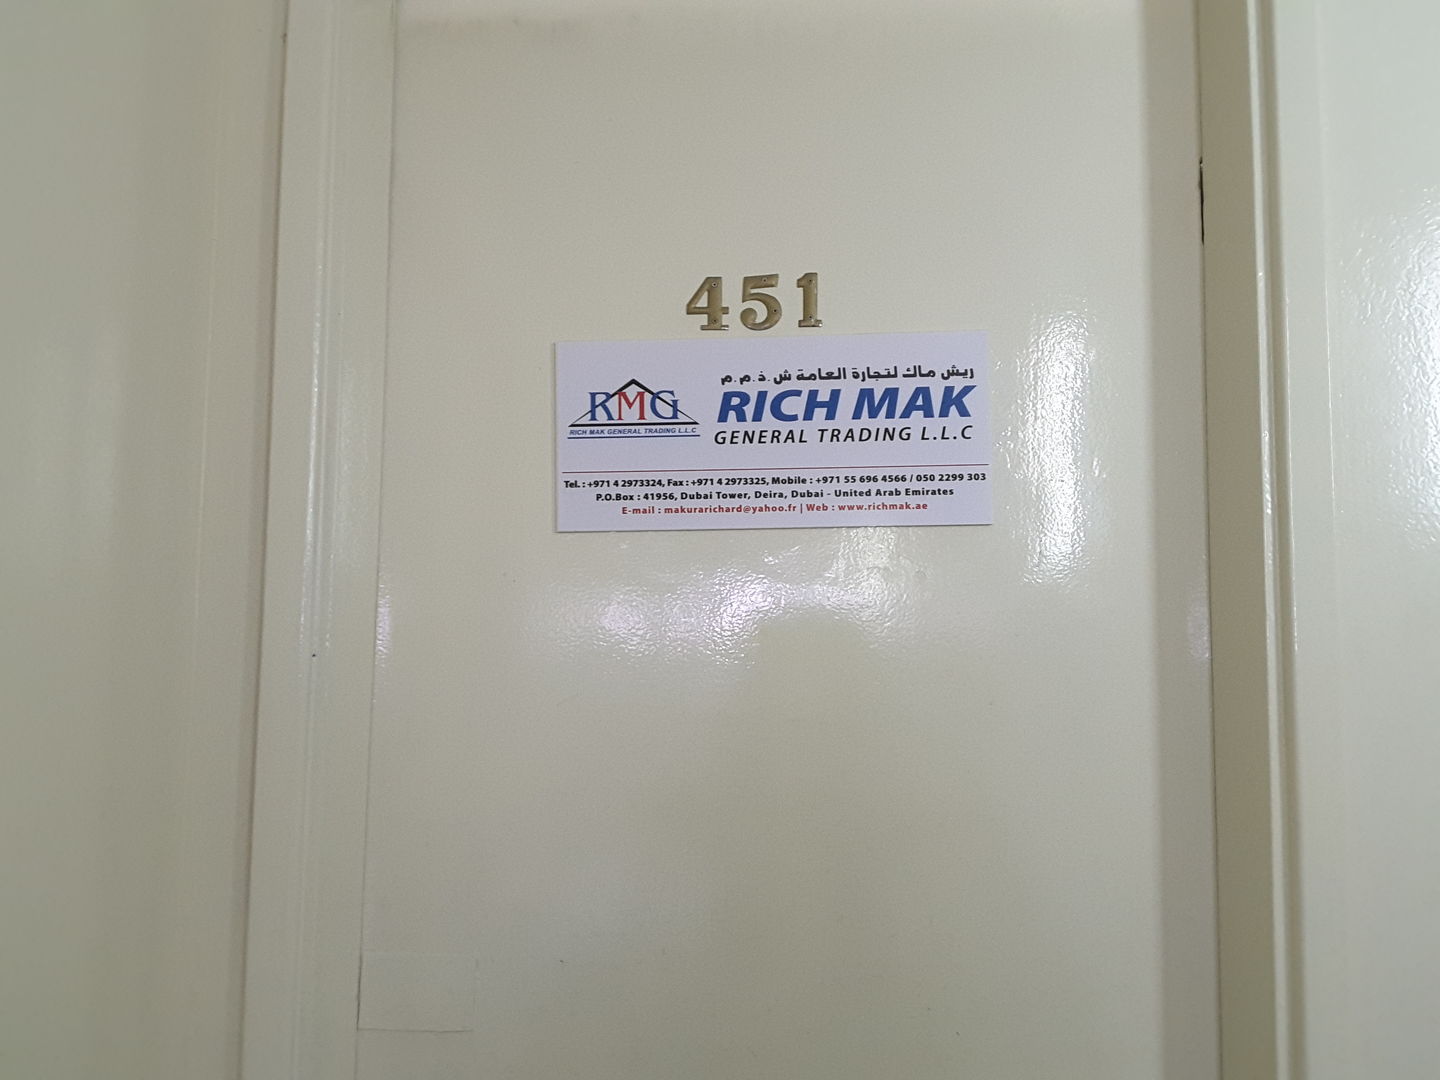 451
ريش ماك لتجارة العامة ش.ذ.م.م
RMG
RICH MAK GENERAL TRADING L.L.C
RICH MAK
GENERAL TRADING L.L.C
Tel. : +971 4 2973324, Fax : +971 4 2973325, Mobile : +971 55 696 4566 / 050 2299 303
P.O.Box : 41956, Dubai Tower, Deira, Dubai - United Arab Emirates
E-mail : makurarichard@yahoo.fr | Web : www.richmak.ae